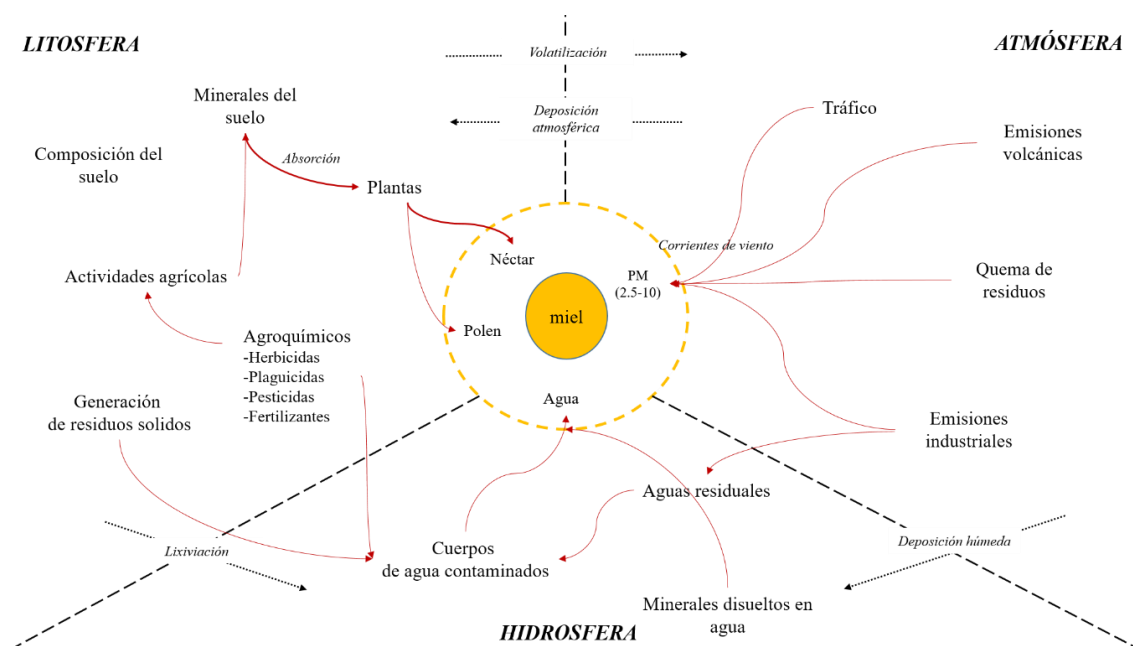 LITOSFERA
ATMÓSFERA
Volatilización
Deposición
atmosférica
Minerales del
suelo
Composición del
suelo
Absorción
Plantas
Actividades agrícolas
Agroquímicos
-Herbicidas
-Plaguicidas
-Pesticidas
-Fertilizantes
Generación
de residuos solidos
Néctar
Polen
miel
PM
(2.5-10)
Agua
Corrientes de viento
Tráfico
Emisiones
volcánicas
Quema de
residuos
Emisiones
industriales
Aguas residuales
Lixiviación
Cuerpos
de agua contaminados
Deposición húmeda
Minerales disueltos en
agua
HIDROSFERA